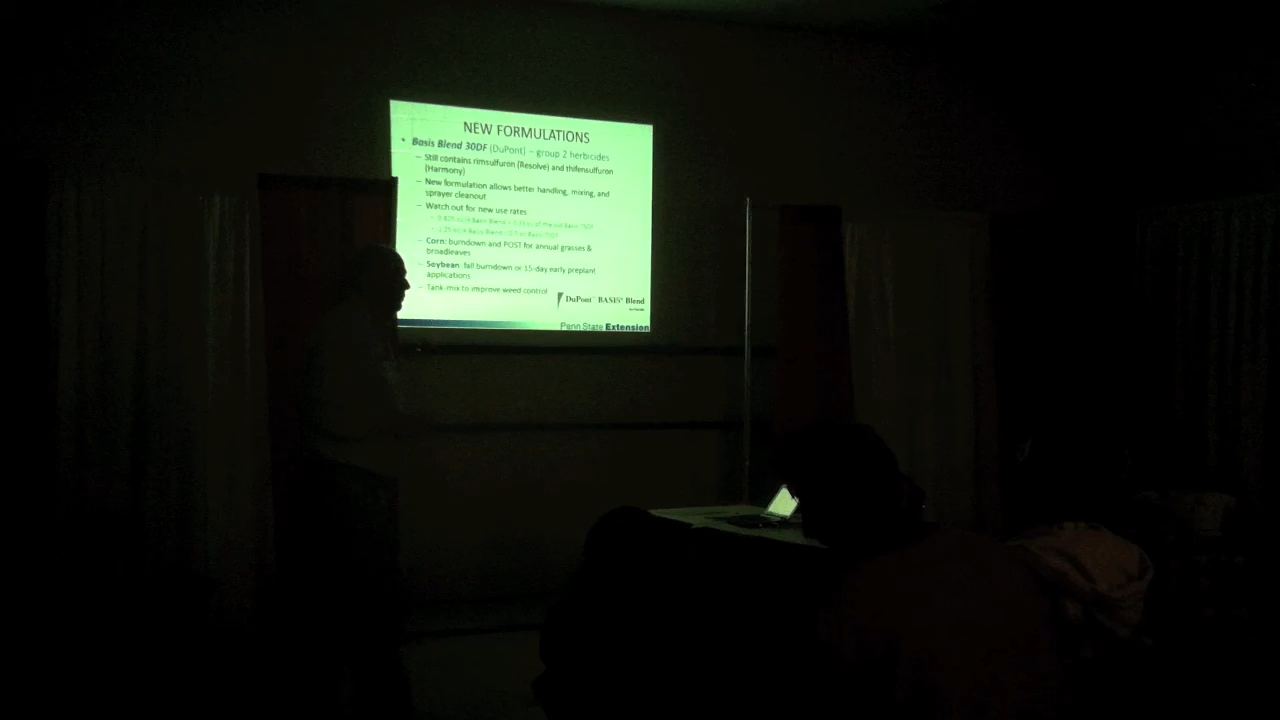 NEW FORMULATIONS
• Basis Blend 30DF (DuPont) – group 2 herbicides
– Still contains rimsulfuron (Resolve) and thifensulfuron
(Harmony)
– New formulation allows better handling, mixing, and
sprayer cleanout
– Watch out for new use rates
– Corn: burndown and POST for annual grasses &
broadleaves
– Soybean: fall burndown or 15-day early preplant
applications
– Tank-mix to improve weed control
DuPont™ BASIS® Blend
Penn State Extension